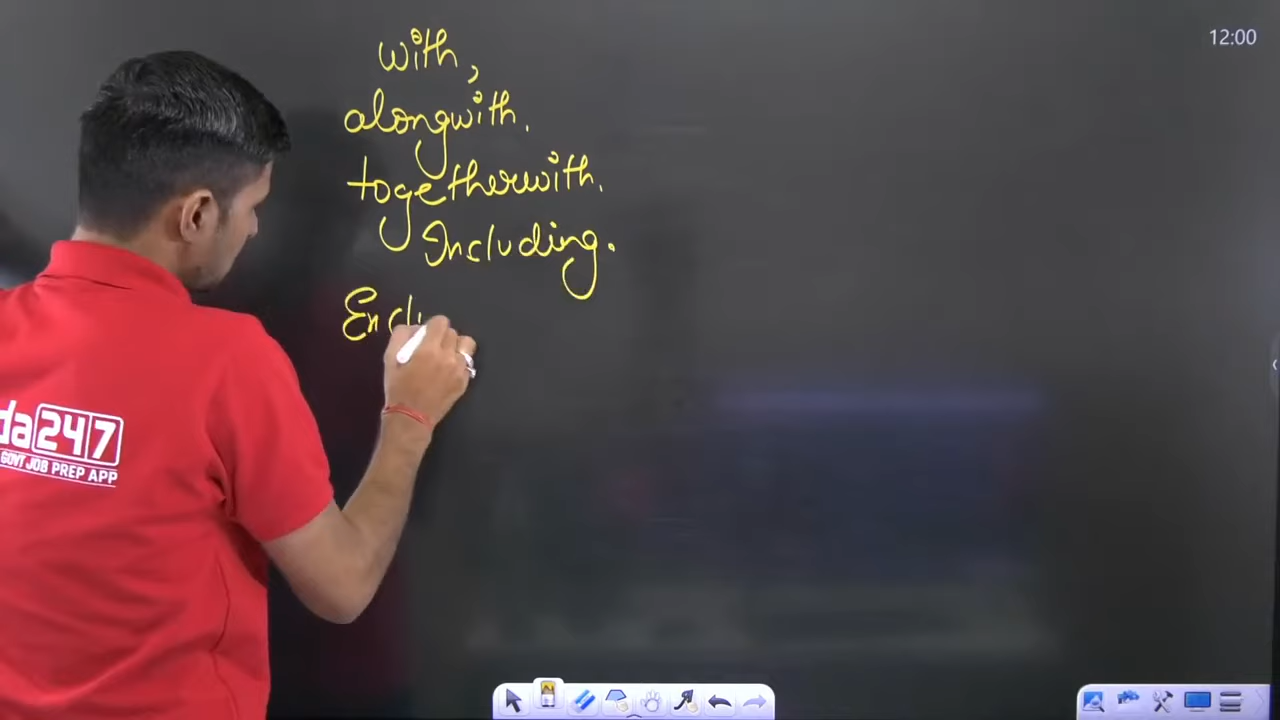 12:00
with,
alongwith.
togetherwith.
Including.
da247
GOVT JOB PREP APP